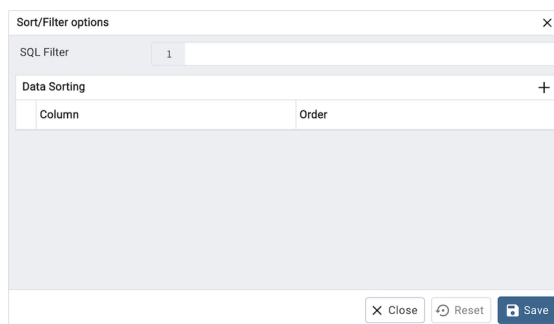 Sort/Filter options
SQL Filter 1
Data Sorting
Column Order
Close Reset Save